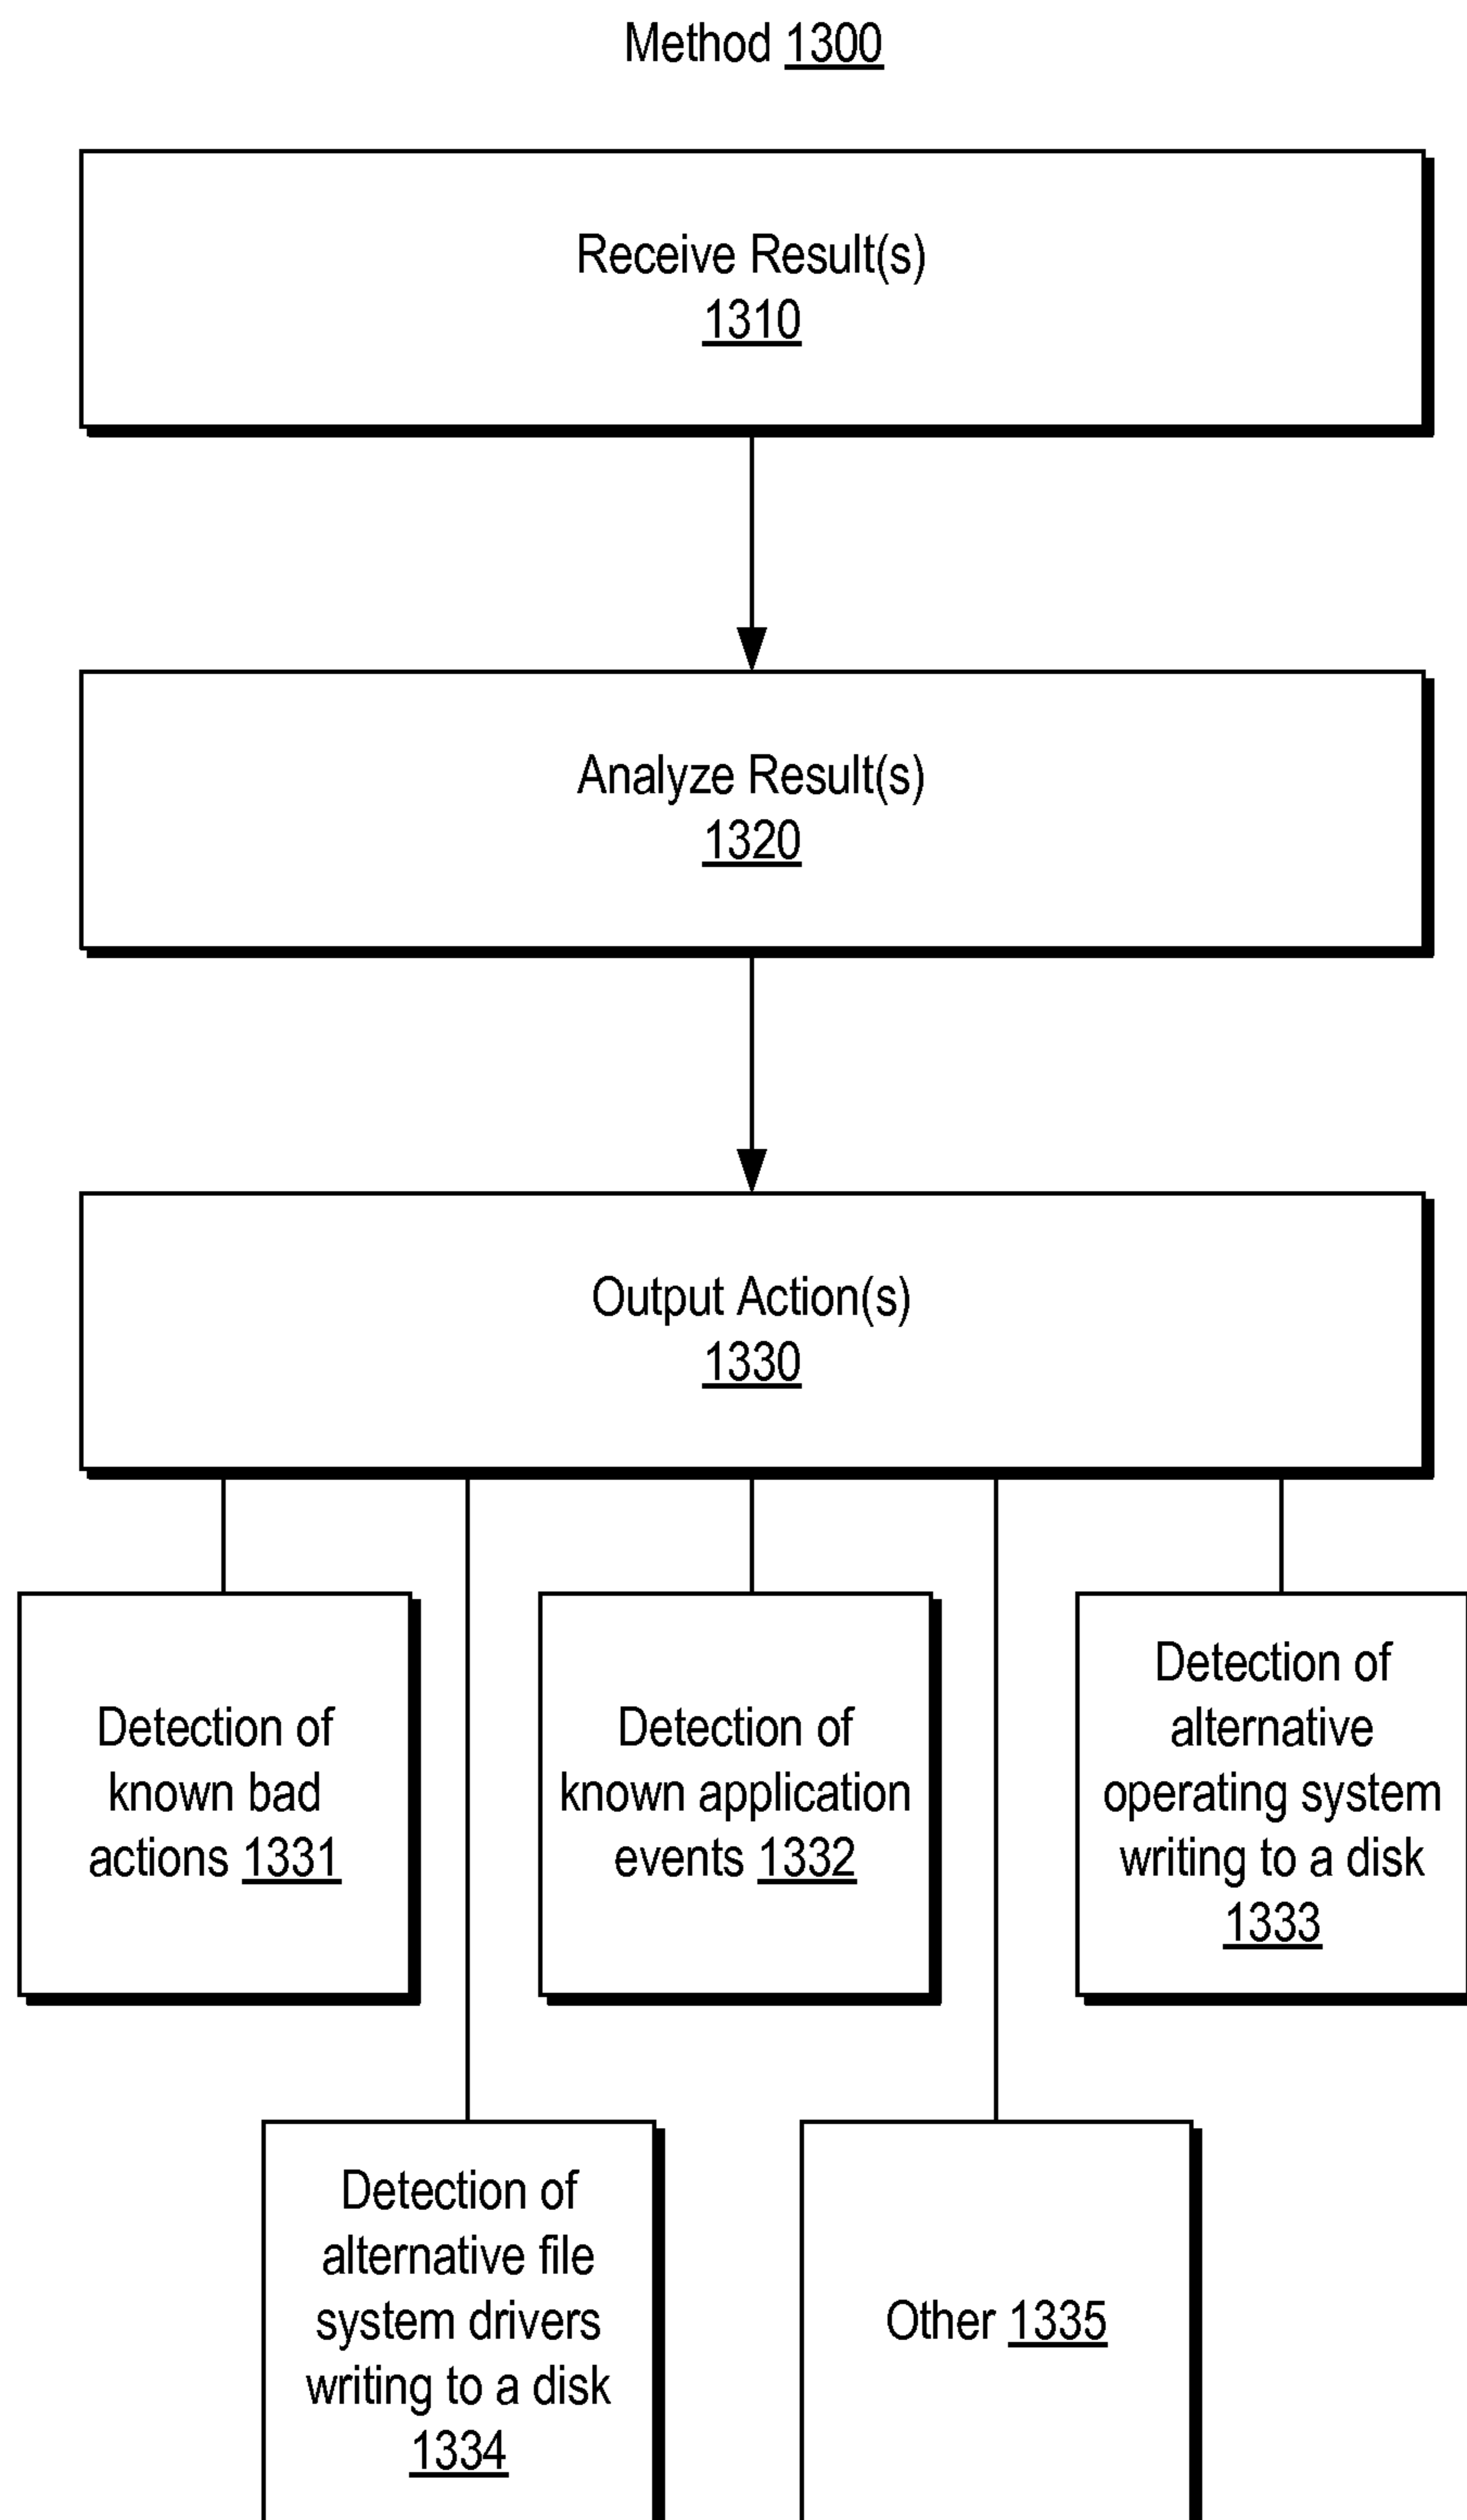 Method 1300
Receive Result(s)
1310
Analyze Result(s)
1320
Output Action(s)
1330
Detection of
known bad
actions 1331
Detection of
known application
events 1332
Detection of
alternative
operating system
writing to a disk
1333
Detection of
alternative file
system drivers
writing to a disk
1334
Other 1335